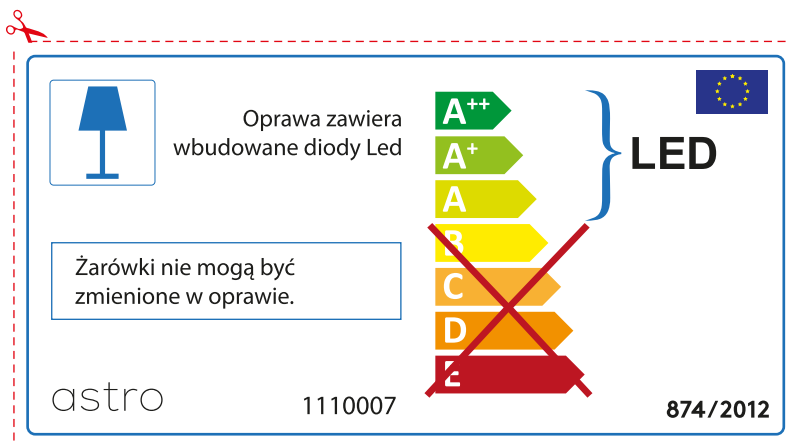 Oprawa zawiera
wbudowane diody Led
A++
A+
A
B
C
D
E
LED
Żarówki nie mogą być
zmienione w oprawie.
astro
1110007
874/2012